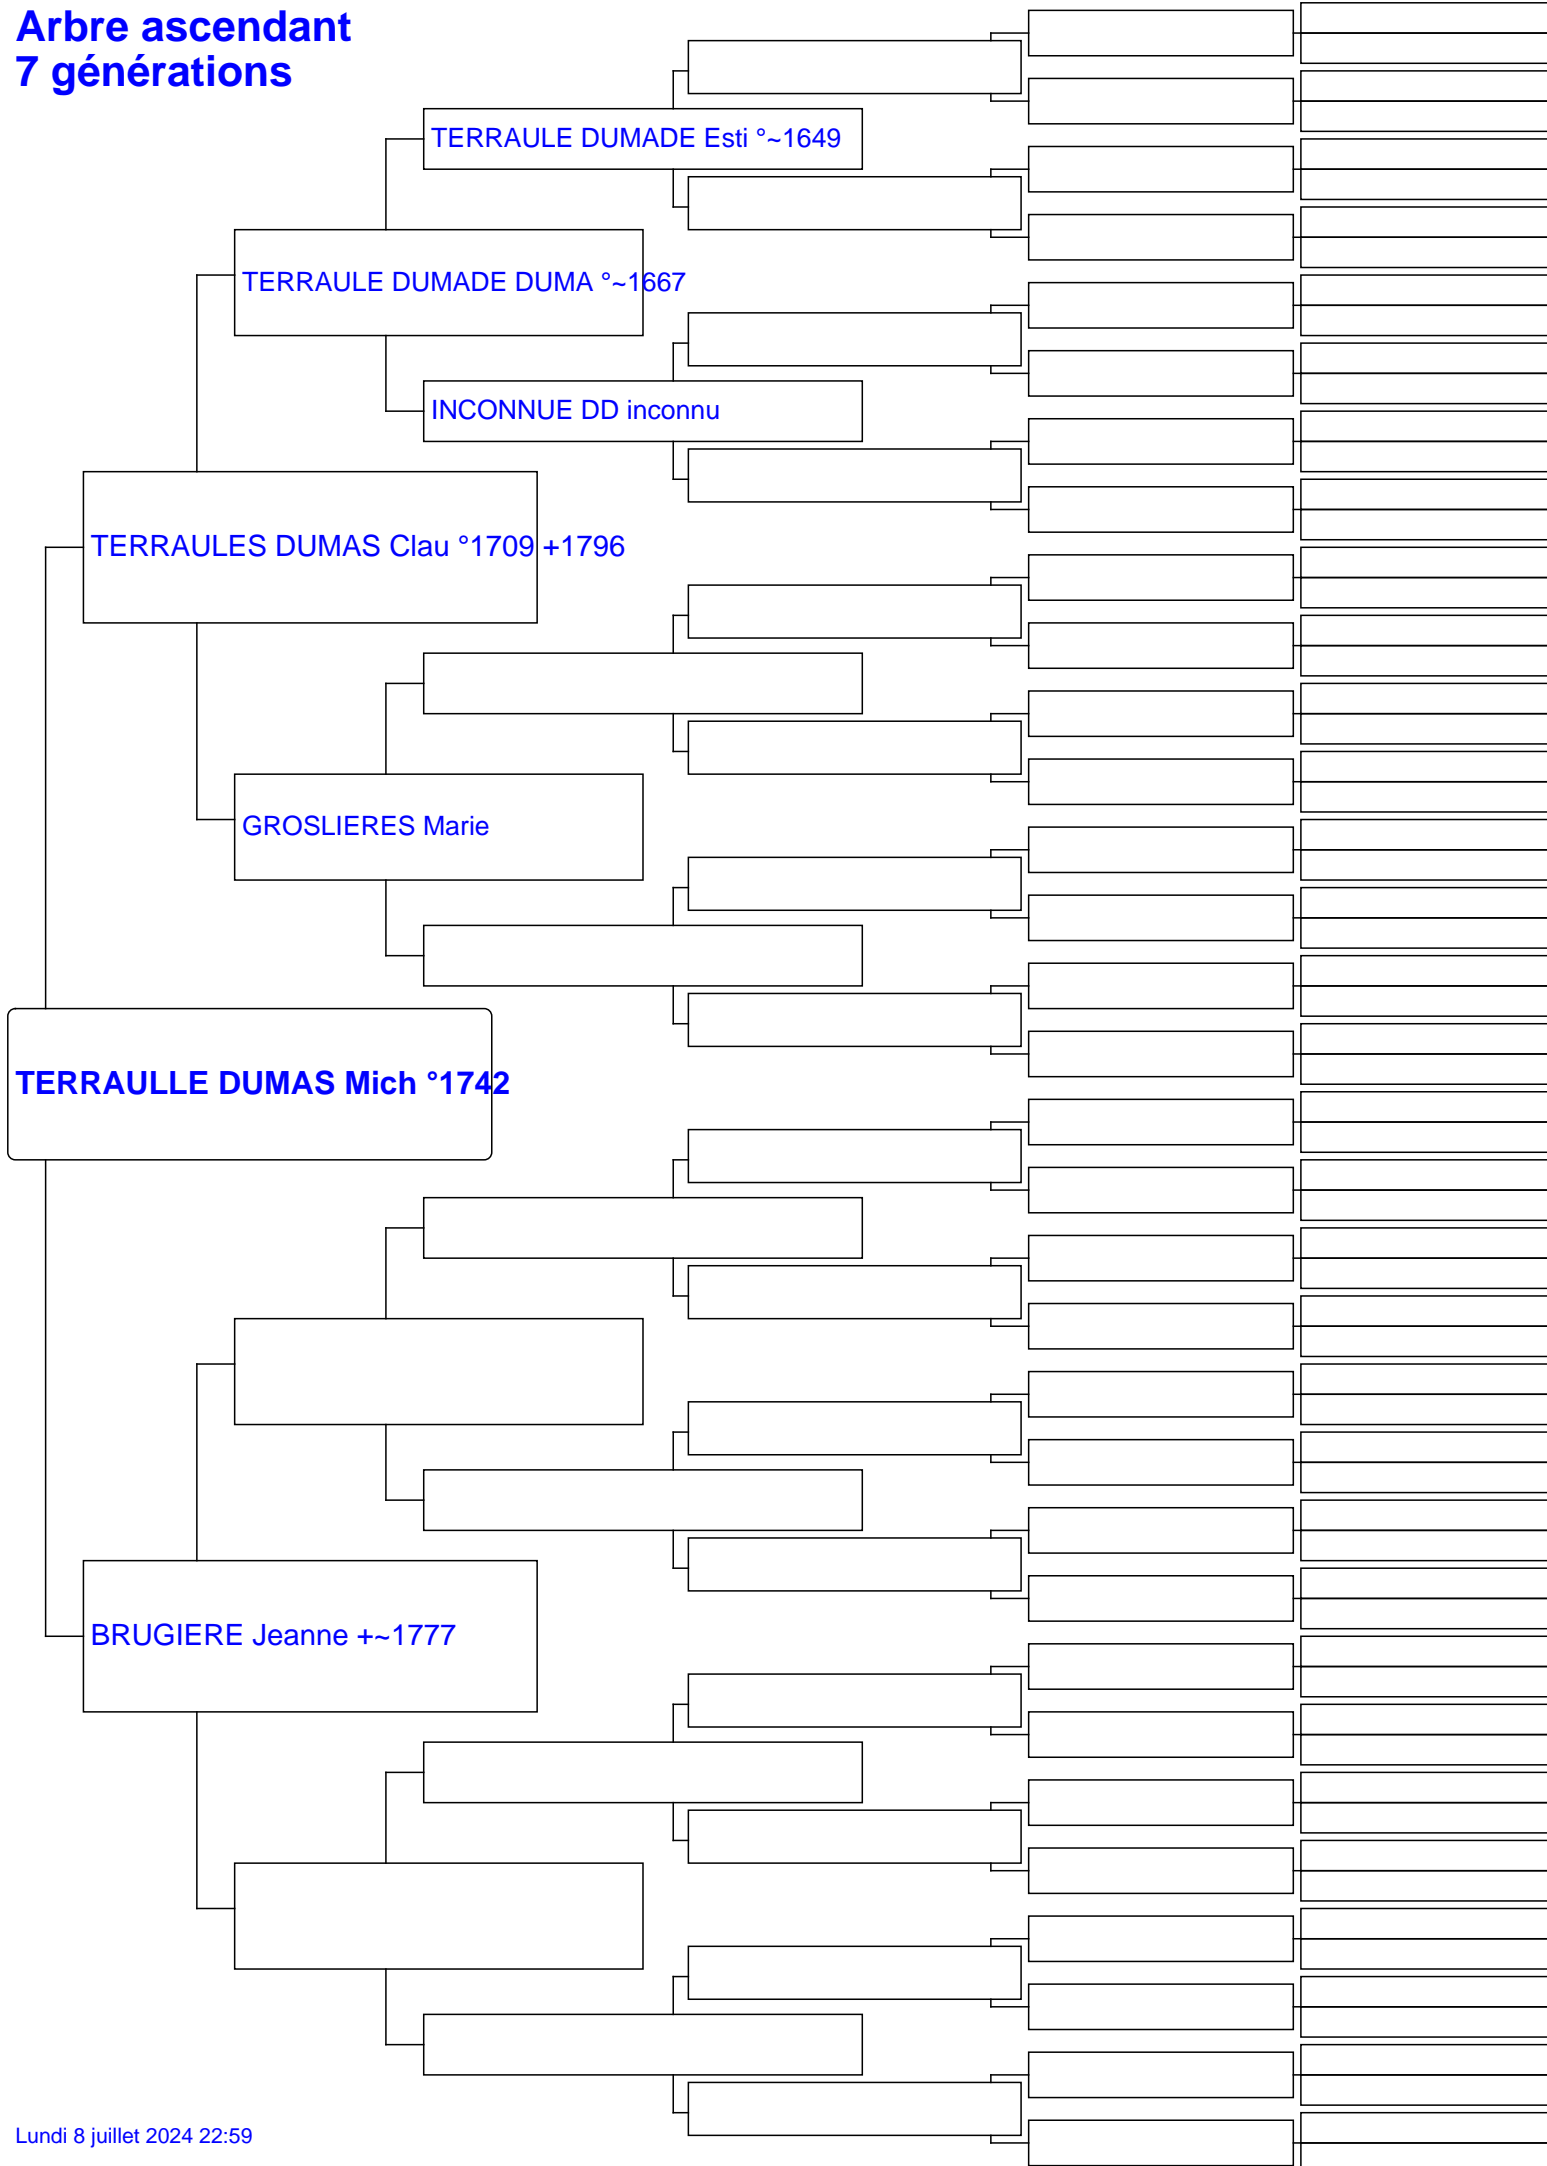 Arbre ascendant
7 générations
TERRAULE DUMADE Esti °~1649
TERRAULE DUMADE DUMA °~1667
INCONNUE DD inconnu
TERRAULES DUMAS Clau °1709 +1796
GROSLIERES Marie
TERRAULLE DUMAS Mich °1742
BRUGIERE Jeanne +~1777
Lundi 8 juillet 2024 22:59